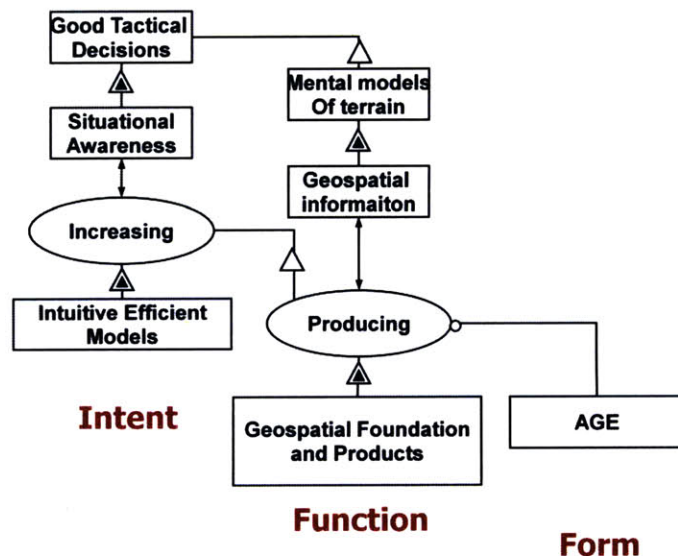 Good Tactical
Decisions
Mental models
Of terrain
Situational
Awareness
Geospatial
informaiton
Increasing
Intuitive Efficient
Models
Producing
Intent
Geospatial Foundation
and Products
AGE
Function
Form